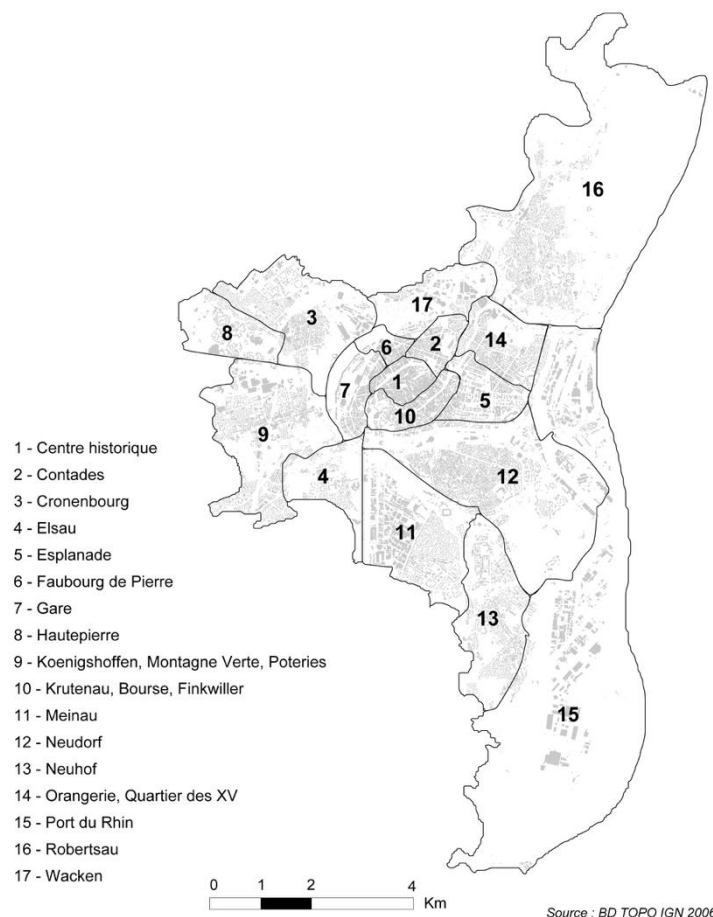 16
17
3
14
8
2
6
1
7
5
10
9
12
4
11
13
15
1 - Centre historique
2 - Contades
3 - Cronenbourg
4 - Elsau
5 - Esplanade
6 - Faubourg de Pierre
7 - Gare
8 - Hautepierre
9 - Koenigshoffen, Montagne Verte, Poteries
10 - Krutenau, Bourse, Finkwiller
11 - Meinau
12 - Neudorf
13 - Neuhof
14 - Orangerie, Quartier des XV
15 - Port du Rhin
16 - Robertsau
17 - Wacken
0 1 2 4
Km
Source : BD TOPO IGN 2009